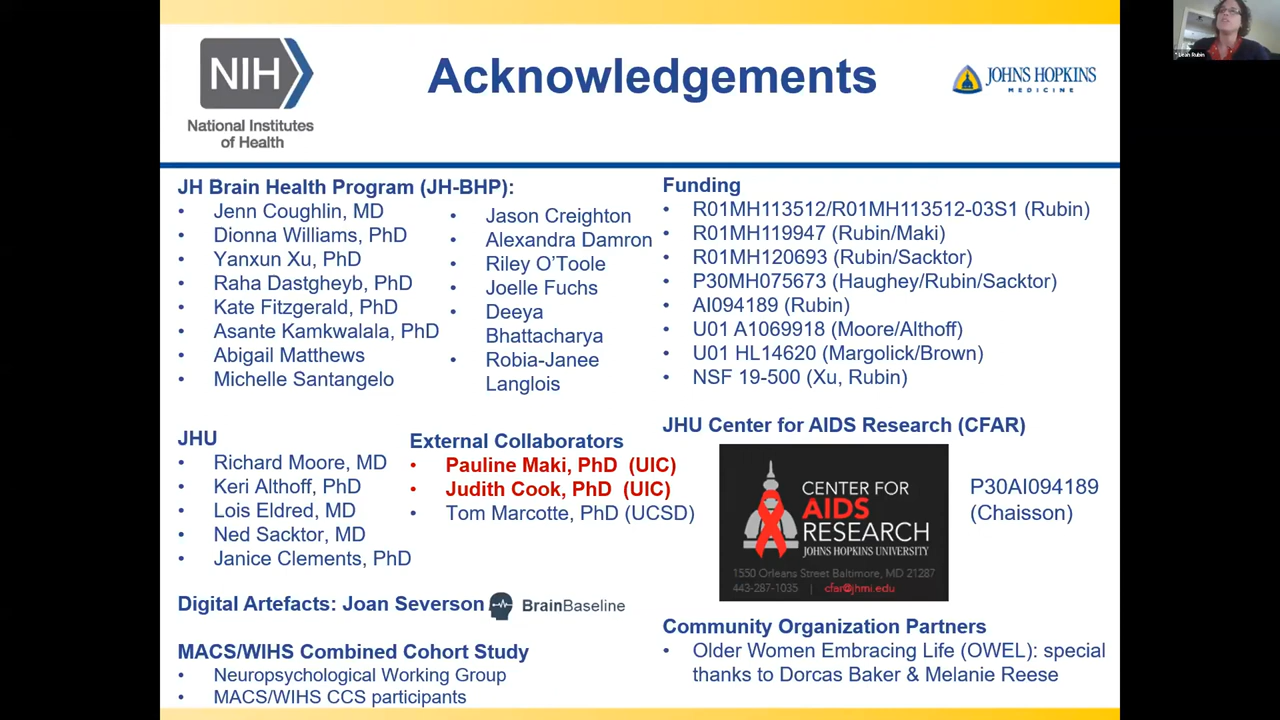 NIH
National Institutes
of Health
Acknowledgements
JOHNS HOPKINS
MEDICINE
Leah Rubin
JH Brain Health Program (JH-BHP):
• Jenn Coughlin, MD
• Dionna Williams, PhD
• Yanxun Xu, PhD
• Raha Dastgheyb, PhD
• Kate Fitzgerald, PhD
• Asante Kamkwalala, PhD
• Abigail Matthews
• Michelle Santangelo
• Jason Creighton
• Alexandra Damron
• Riley O'Toole
• Joelle Fuchs
• Deeya
Bhattacharya
• Robia-Janee
Langlois
Funding
• R01MH113512/R01MH113512-03S1 (Rubin)
• R01MH119947 (Rubin/Maki)
• R01MH120693 (Rubin/Sacktor)
• P30MH075673 (Haughey/Rubin/Sacktor)
• AI094189 (Rubin)
• U01 A1069918 (Moore/Althoff)
• U01 HL14620 (Margolick/Brown)
• NSF 19-500 (Xu, Rubin)
JHU
• Richard Moore, MD
• Keri Althoff, PhD
• Lois Eldred, MD
• Ned Sacktor, MD
• Janice Clements, PhD
External Collaborators
• Pauline Maki, PhD (UIC)
• Judith Cook, PhD (UIC)
• Tom Marcotte, PhD (UCSD)
JHU Center for AIDS Research (CFAR)
CENTER FOR
AIDS
RESEARCH
JOHNS HOPKINS UNIVERSITY
1550 Orleans Street Baltimore, MD 21287
443-287-1035 | cfar@jhmi.edu
P30AI094189
(Chaisson)
Digital Artefacts: Joan Severson
BrainBaseline
MACS/WIHS Combined Cohort Study
• Neuropsychological Working Group
• MACS/WIHS CCS participants
Community Organization Partners
• Older Women Embracing Life (OWEL): special
thanks to Dorcas Baker & Melanie Reese